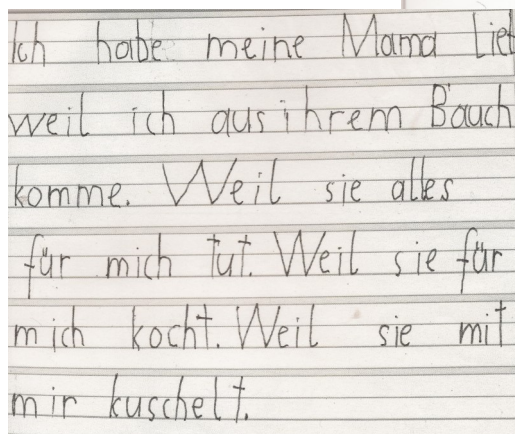 Ich habe meine Mama Lieb
weil ich aus ihrem Bauch
komme. Weil sie alles
für mich tut. Weil sie für
mich kocht. Weil sie mit
mir kuschelt.